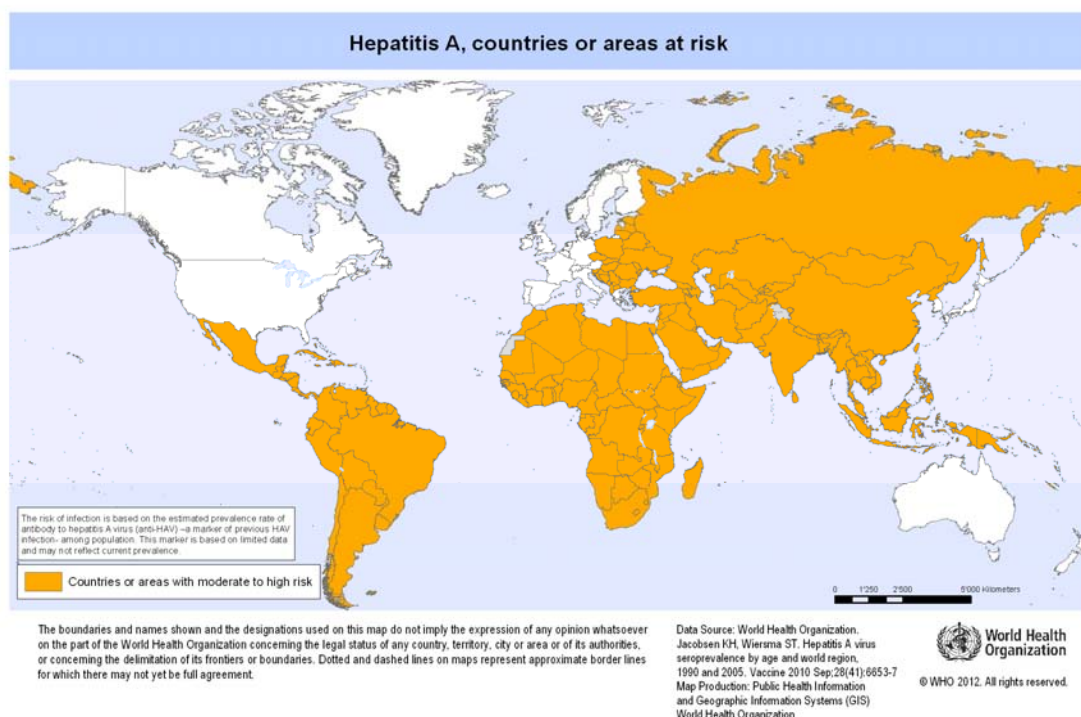 Hepatitis A, countries or areas at risk
The risk of infection is based on the estimated prevalence rate of
antibody to hepatitis A virus (anti-HAV) –a marker of previous HAV
infection- among population. This marker is based on limited data
and may not reflect current prevalence.
Countries or areas with moderate to high risk
0 1'250 2'500 5'000 Kilometers
The boundaries and names shown and the designations used on this map do not imply the expression of any opinion whatsoever
on the part of the World Health Organization concerning the legal status of any country, territory, city or area or of its authorities,
or concerning the delimitation of its frontiers or boundaries. Dotted and dashed lines on maps represent approximate border lines
for which there may not yet be full agreement.
Data Source: World Health Organization.
Jacobsen KH, Wiersma ST. Hepatitis A virus
seroprevalence by age and world region,
1990 and 2005. Vaccine 2010 Sep;28(41):6653-7
Map Production: Public Health Information
and Geographic Information Systems (GIS)
World Health Organization
World Health
Organization
© WHO 2012. All rights reserved.